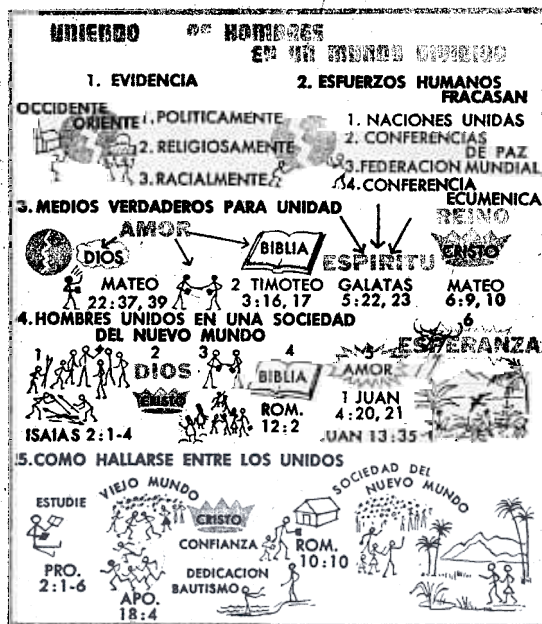 UNIENDO HOMBRES
EN UN MUNDO DIVIDIDO
1. EVIDENCIA
OCCIDENTE
ORIENTE
1. POLITICAMENTE
2. RELIGIOSAMENTE
3. RACIALMENTE
2. ESFUERZOS HUMANOS
FRACASAN
1. NACIONES UNIDAS
2. CONFERENCIAS
DE PAZ
3. FEDERACION MUNDIAL
4. CONFERENCIA
ECUMENICA
3. MEDIOS VERDADEROS PARA UNIDAD
AMOR
DIOS
MATEO
22:37, 39
BIBLIA
2 TIMOTEO
3:16, 17
ESPIRITU
GALATAS
5:22, 23
REINO
CRISTO
MATEO
6:9, 10
4. HOMBRES UNIDOS EN UNA SOCIEDAD
DEL NUEVO MUNDO
1
ISAIAS 2:1-4
2
DIOS
CRISTO
3
4
BIBLIA
ROM.
12:2
5
AMOR
1 JUAN
4:20, 21
JUAN 13:35
6
ESPERANZA
5. COMO HALLARSE ENTRE LOS UNIDOS
ESTUDIE
PRO.
2:1-6
VIEJO MUNDO
APO.
18:4
CRISTO
CONFIANZA
DEDICACION
BAUTISMO
ROM.
10:10
SOCIEDAD DEL
NUEVO MUNDO